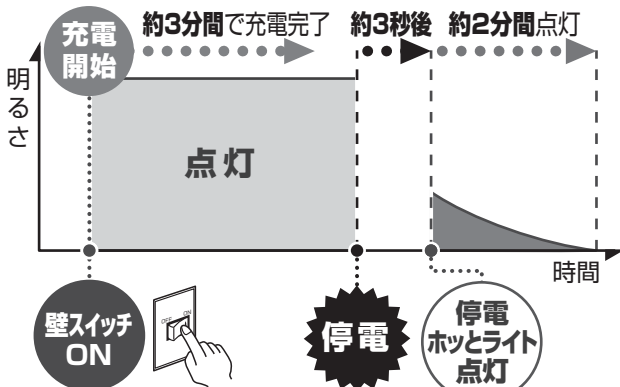 充電
開始
約3分間で充電完了
約3秒後
約2分間点灯
明るさ
点灯
時間
壁スイッチ
ON
OFF
ON
停電
停電
ホッとライト
点灯